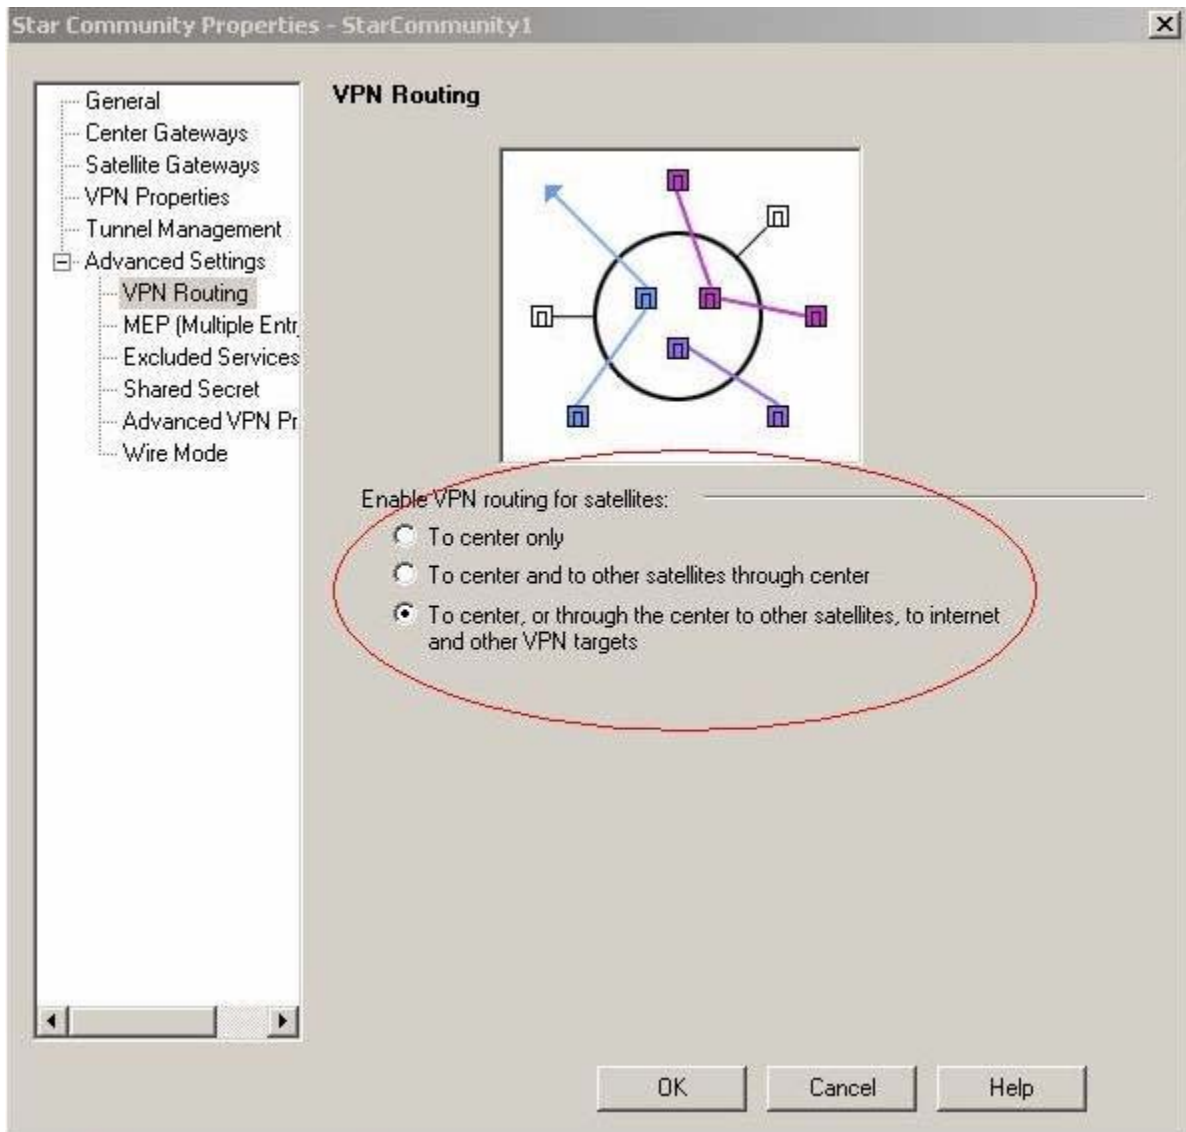 Star Community Properties - StarCommunity1
General
Center Gateways
Satellite Gateways
VPN Properties
Tunnel Management
Advanced Settings
VPN Routing
MEP (Multiple Entr
Excluded Services
Shared Secret
Advanced VPN Pr
Wire Mode
VPN Routing
Enable VPN routing for satellites:
To center only
To center and to other satellites through center
To center, or through the center to other satellites, to internet
and other VPN targets
OK
Cancel
Help